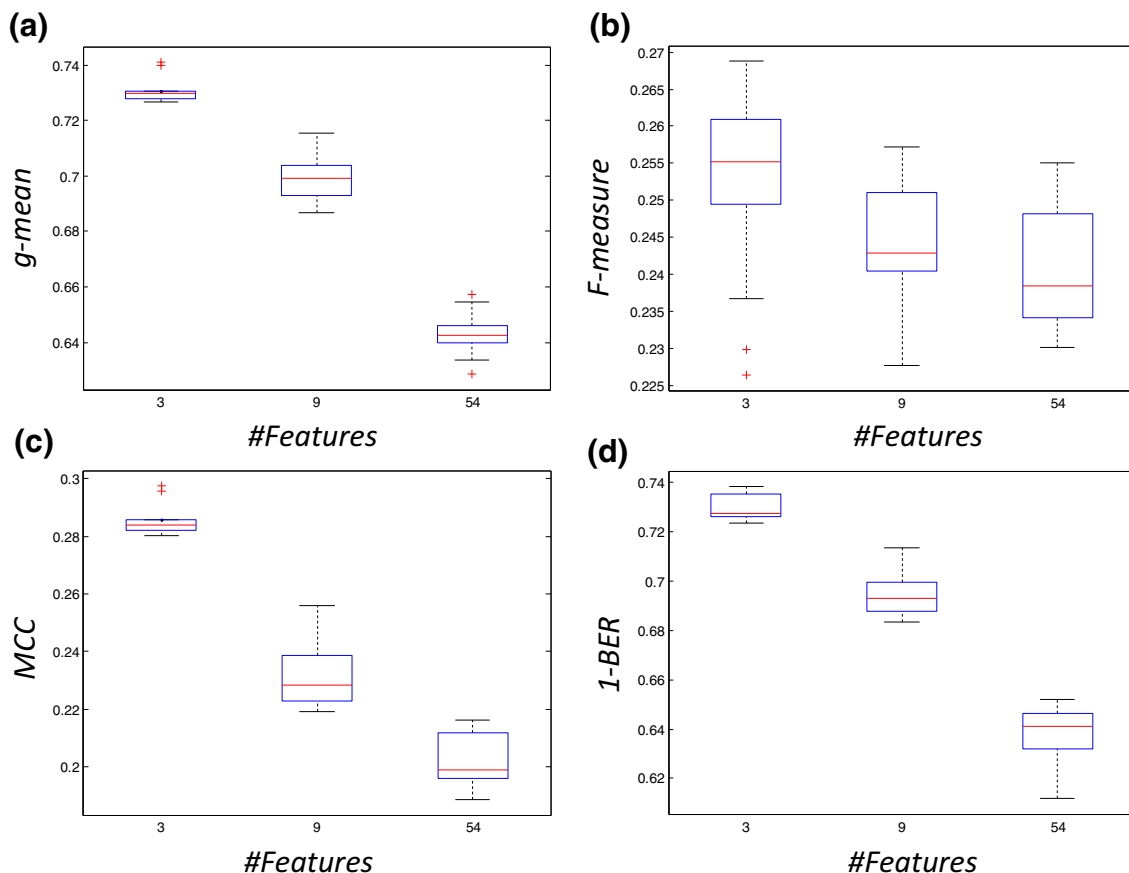 (a)
g-mean
0.74
0.72
0.7
0.68
0.66
0.64
3 9 54
#Features
(b)
F-measure
0.27
0.265
0.26
0.255
0.25
0.245
0.24
0.235
0.23
0.225
3 9 54
#Features
(c)
MCC
0.3
0.28
0.26
0.24
0.22
0.2
3 9 54
#Features
(d)
1-BER
0.74
0.72
0.7
0.68
0.66
0.64
0.62
3 9 54
#Features